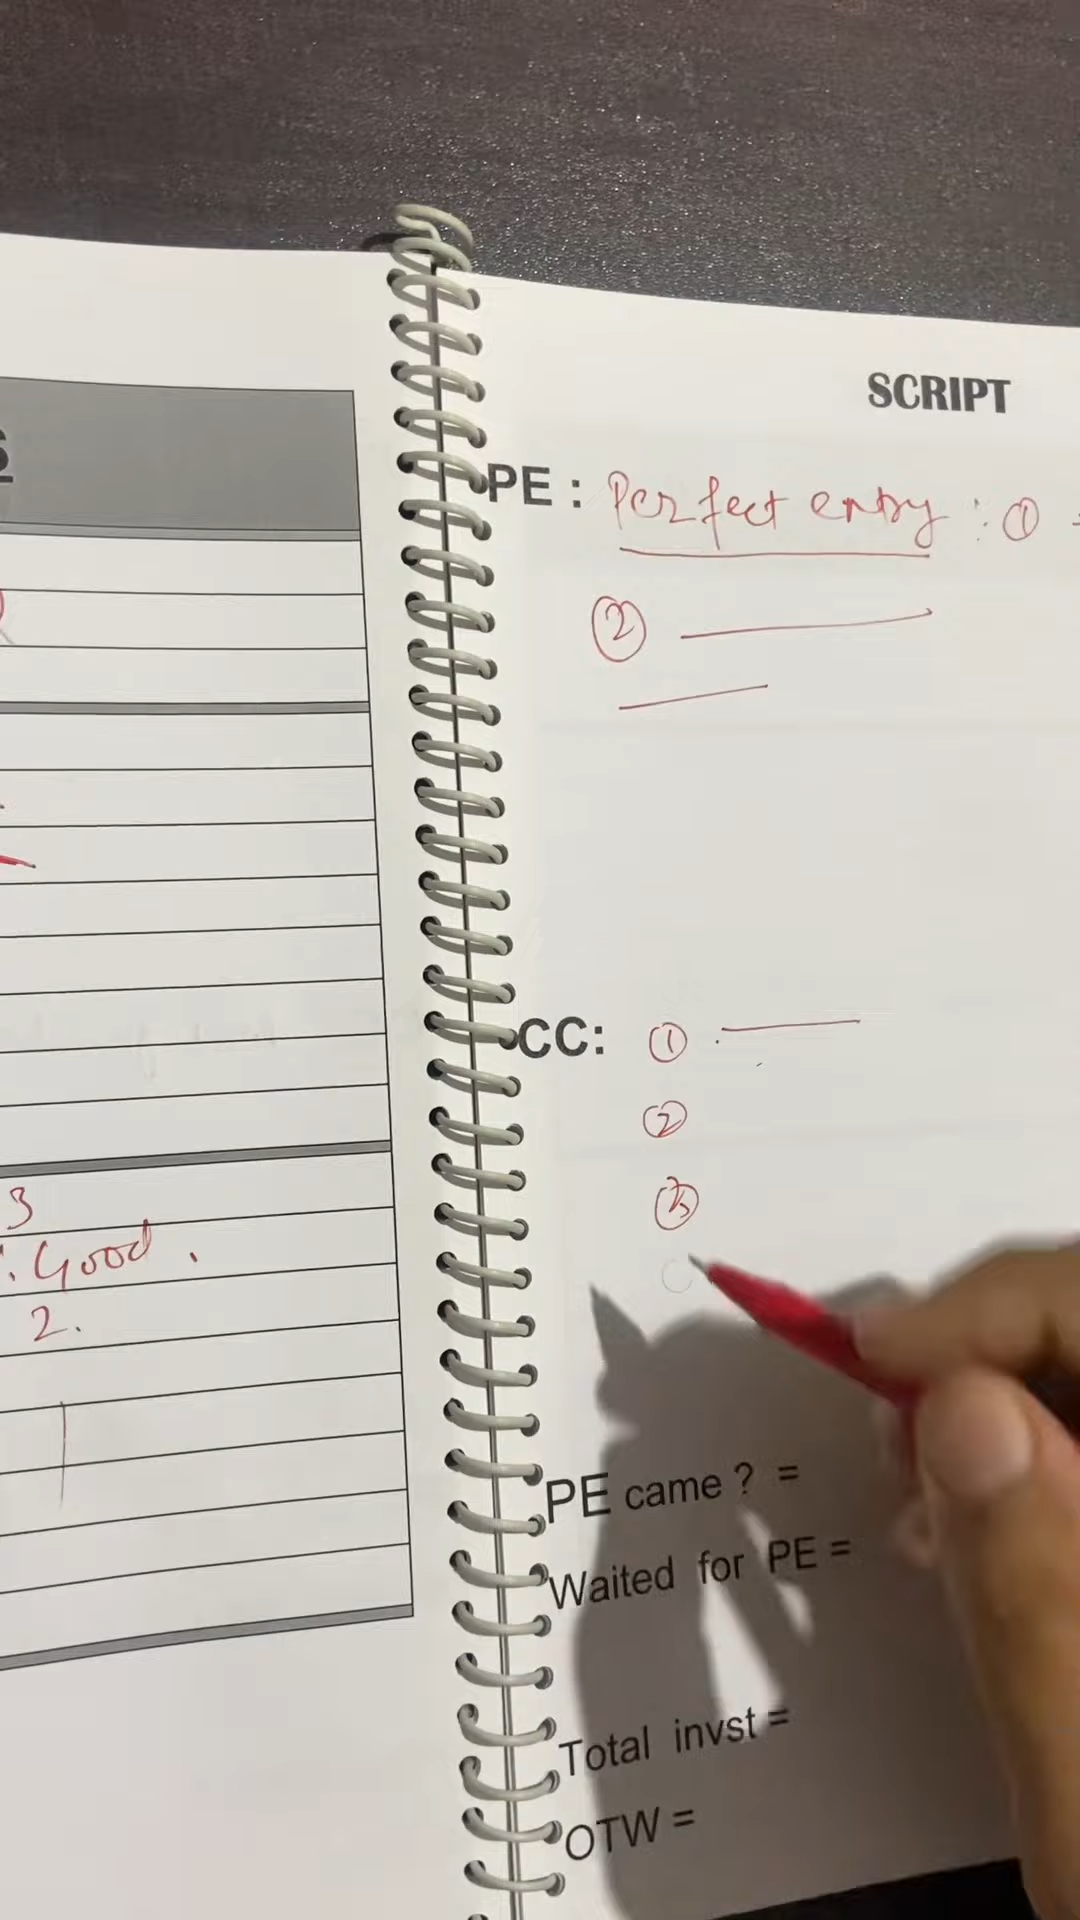 S
3
. Good .
2.
SCRIPT
PE : Perfect entry : ①
②
CC: ①
②
③
PE came ? =
Waited for PE =
Total invst =
OTW =